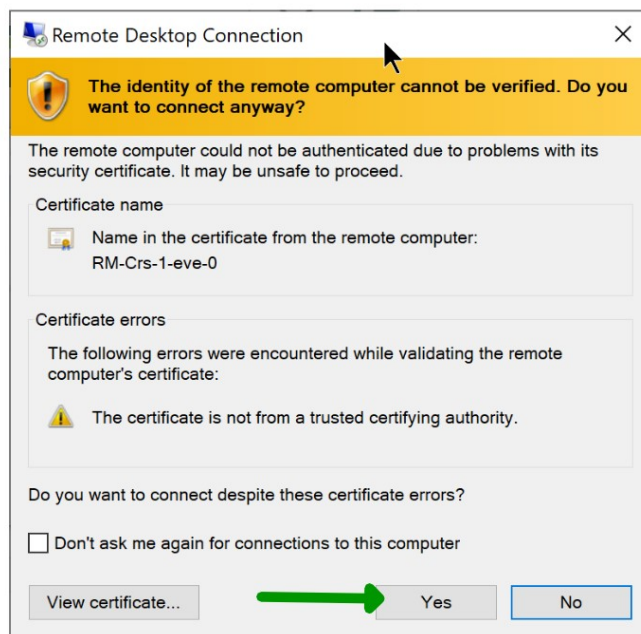 Remote Desktop Connection
The identity of the remote computer cannot be verified. Do you
want to connect anyway?
The remote computer could not be authenticated due to problems with its
security certificate. It may be unsafe to proceed.
Certificate name
Name in the certificate from the remote computer:
RM-Crs-1-eve-0
Certificate errors
The following errors were encountered while validating the remote
computer's certificate:
The certificate is not from a trusted certifying authority.
Do you want to connect despite these certificate errors?
Don't ask me again for connections to this computer
View certificate...
Yes
No